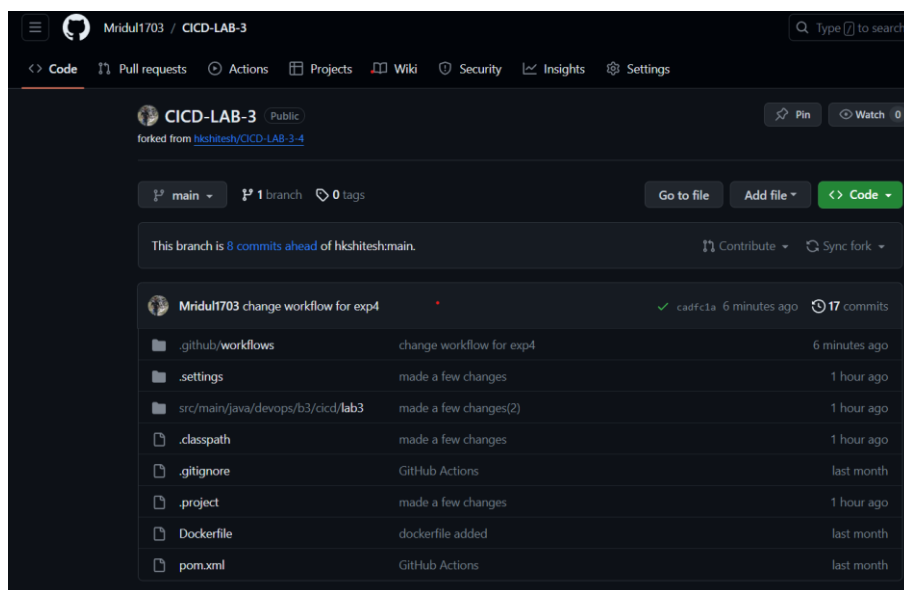 Mridul1703 / CICD-LAB-3
Type / to search
Code Pull requests Actions Projects Wiki Security Insights Settings
CICD-LAB-3 Public
Pin Watch 0
forked from hkshitesh/CICD-LAB-3-4
main 1 branch 0 tags
Go to file Add file <> Code
This branch is 8 commits ahead of hkshitesh:main.
Contribute Sync fork
Mridul1703 change workflow for exp4 cadfc1a 6 minutes ago 17 commits
.github/workflows change workflow for exp4 6 minutes ago
.settings made a few changes 1 hour ago
src/main/java/devops/b3/cicd/lab3 made a few changes(2) 1 hour ago
.classpath made a few changes 1 hour ago
.gitignore GitHub Actions last month
.project made a few changes 1 hour ago
Dockerfile dockerfile added last month
pom.xml GitHub Actions last month